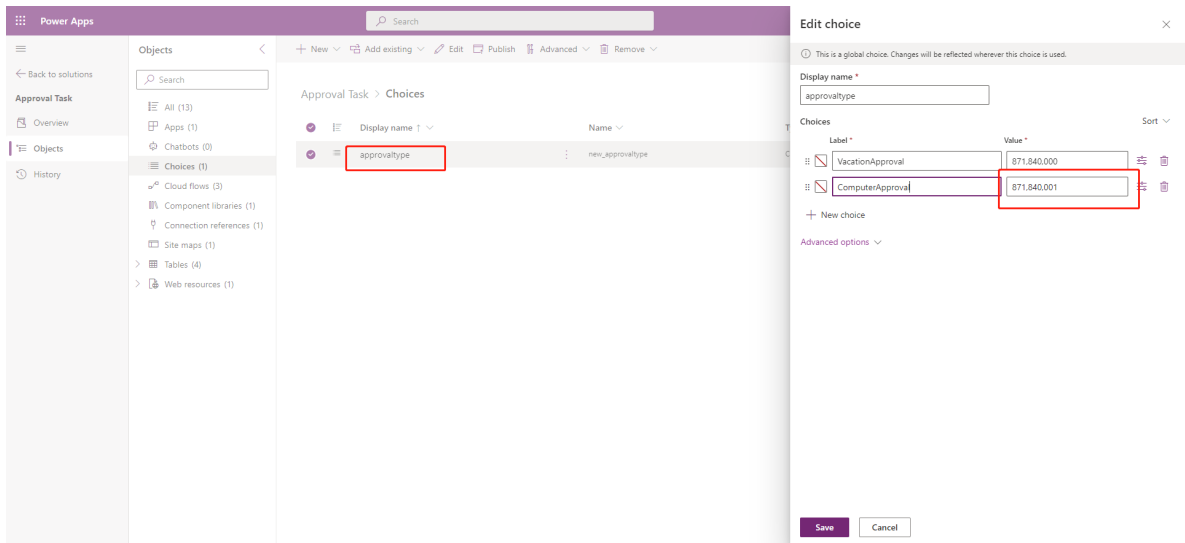 Power Apps
Search
Back to solutions
Approval Task
Overview
Objects
History
Objects
Search
All (13)
Apps (1)
Chatbots (0)
Choices (1)
Cloud flows (3)
Component libraries (1)
Connection references (1)
Site maps (1)
Tables (4)
Web resources (1)
New Add existing Edit Publish Advanced Remove
Approval Task > Choices
Display name ↑ Name T
approvaltype new_approvaltype C
Edit choice
This is a global choice. Changes will be reflected wherever this choice is used.
Display name *
approvaltype
Choices Sort
Label * Value *
VacationApproval 871,840,000
ComputerApproval 871,840,001
New choice
Advanced options
Save Cancel